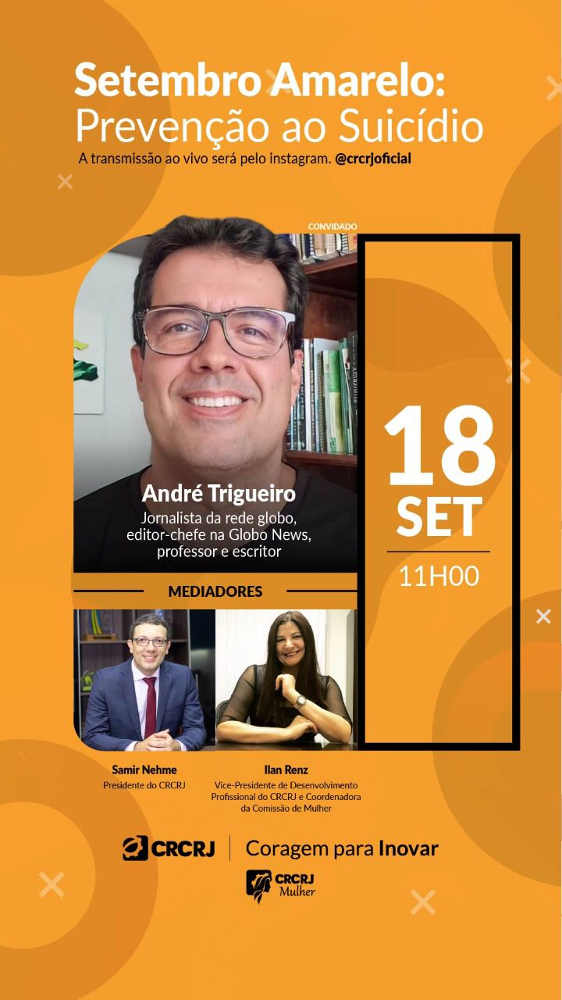 Setembro Amarelo:
Prevenção ao Suicídio
A transmissão ao vivo será pelo instagram. @crcrjoficial
CONVIDADO
André Trigueiro
Jornalista da rede globo,
editor-chefe na Globo News,
professor e escritor
18
SET
11H00
MEDIADORES
Samir Nehme
Presidente do CRCRJ
Ilan Renz
Vice-Presidente de Desenvolvimento
Profissional do CRCRJ e Coordenadora
da Comissão de Mulher
CRCRJ
Coragem para Inovar
CRCRJ
Mulher